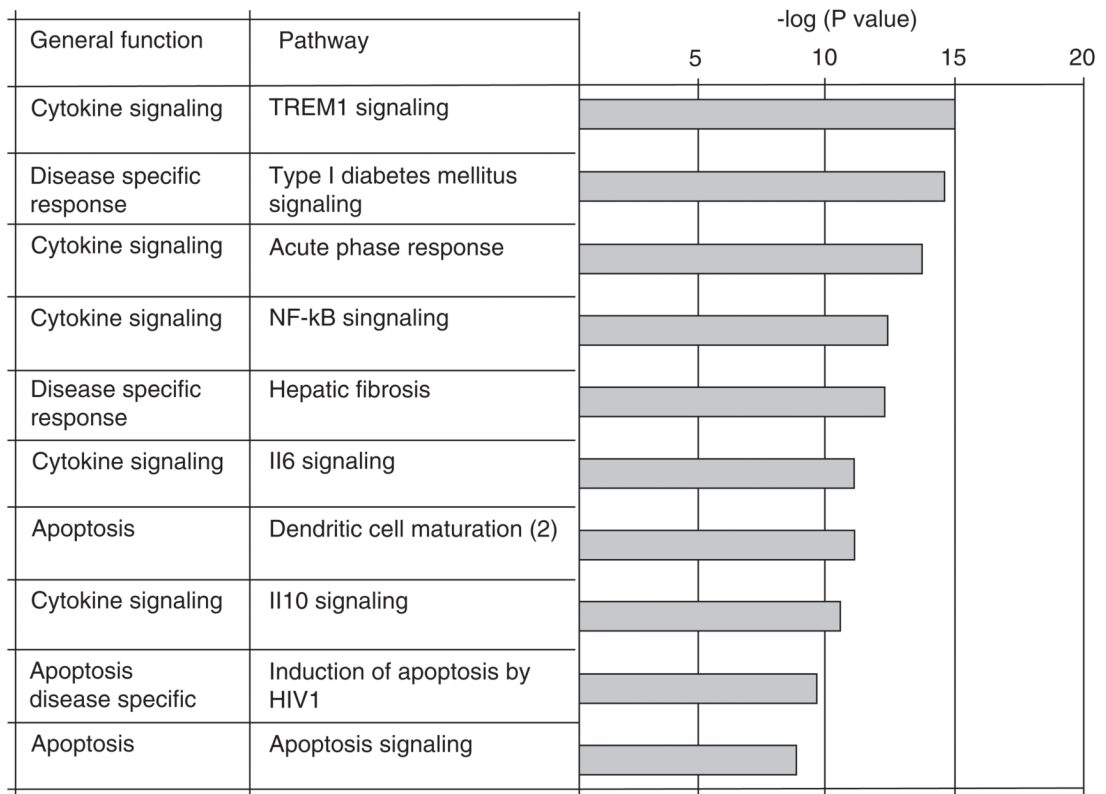 -log (P value)
General function Pathway 5 10 15 20
Cytokine signaling TREM1 signaling
Disease specific Type I diabetes mellitus
response signaling
Cytokine signaling Acute phase response
Cytokine signaling NF-kB singnaling
Disease specific Hepatic fibrosis
response
Cytokine signaling II6 signaling
Apoptosis Dendritic cell maturation (2)
Cytokine signaling II10 signaling
Apoptosis Induction of apoptosis by
disease specific HIV1
Apoptosis Apoptosis signaling